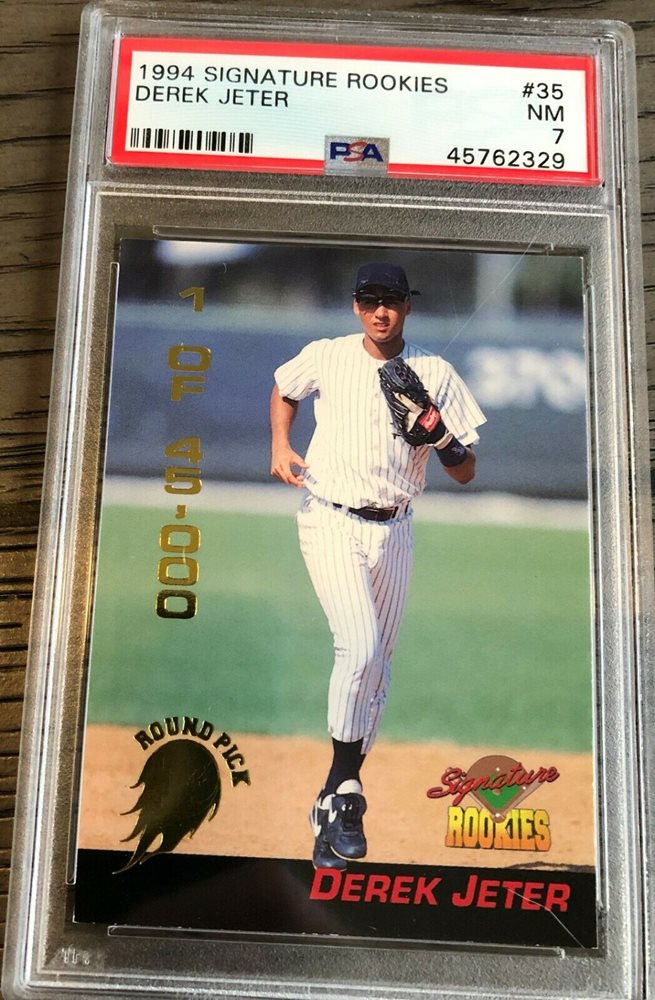 1994 SIGNATURE ROOKIES #35
DEREK JETER NM
7
PSA 45762329
1 OF 45,000
ROUND PICK
Signature
ROOKIES
DEREK JETER